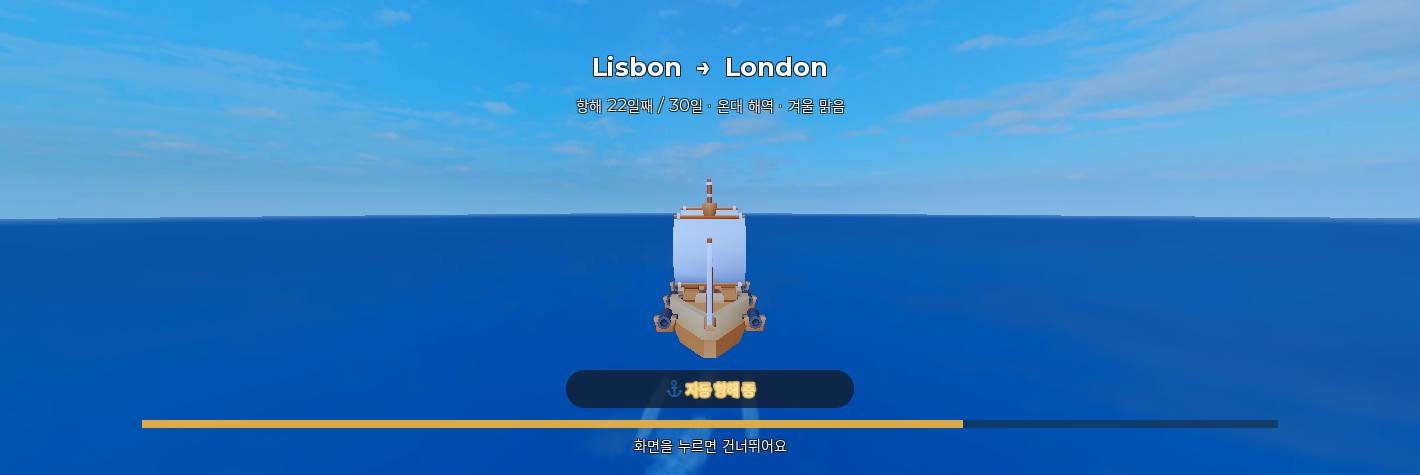 Lisbon → London
항해 22일째 / 30일 · 온대 해역 · 겨울 맑음
⚓ 자동 항해 중
화면을 누르면 건너뛰어요